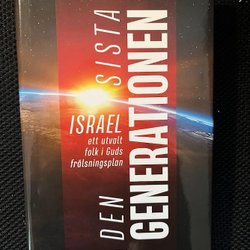 DEN SISTA
GENERATIONEN
ISRAEL
ett utvalt
folk i Guds
frälsningsplan